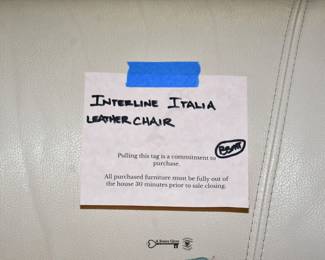 INTERLINE ITALIA
LEATHER CHAIR
Pulling this tag is a commitment to
purchase.
All purchased furniture must be fully out of
the house 30 minutes prior to sale closing.